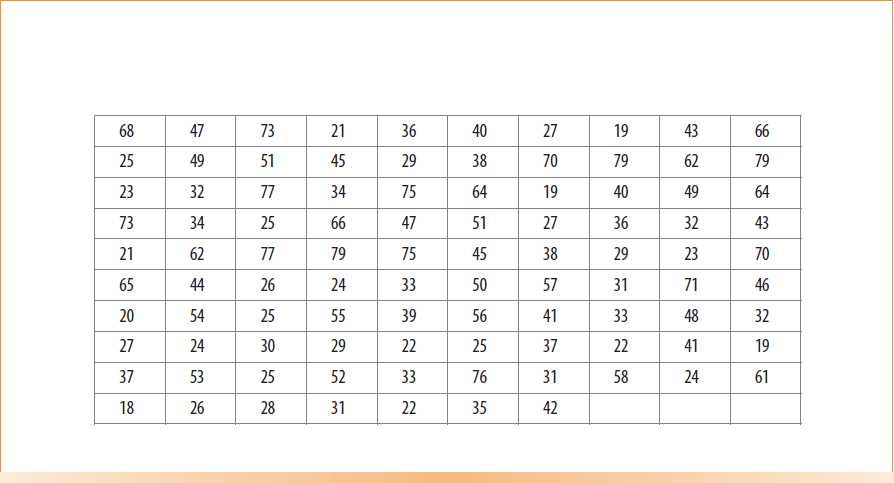 68 47 73 21 36 40 27 19 43 66
25 49 51 45 29 38 70 79 62 79
23 32 77 34 75 64 19 40 49 64
73 34 25 66 47 51 27 36 32 43
21 62 77 79 75 45 38 29 23 70
65 44 26 24 33 50 57 31 71 46
20 54 25 55 39 56 41 33 48 32
27 24 30 29 22 25 37 22 41 19
37 53 25 52 33 76 31 58 24 61
18 26 28 31 22 35 42